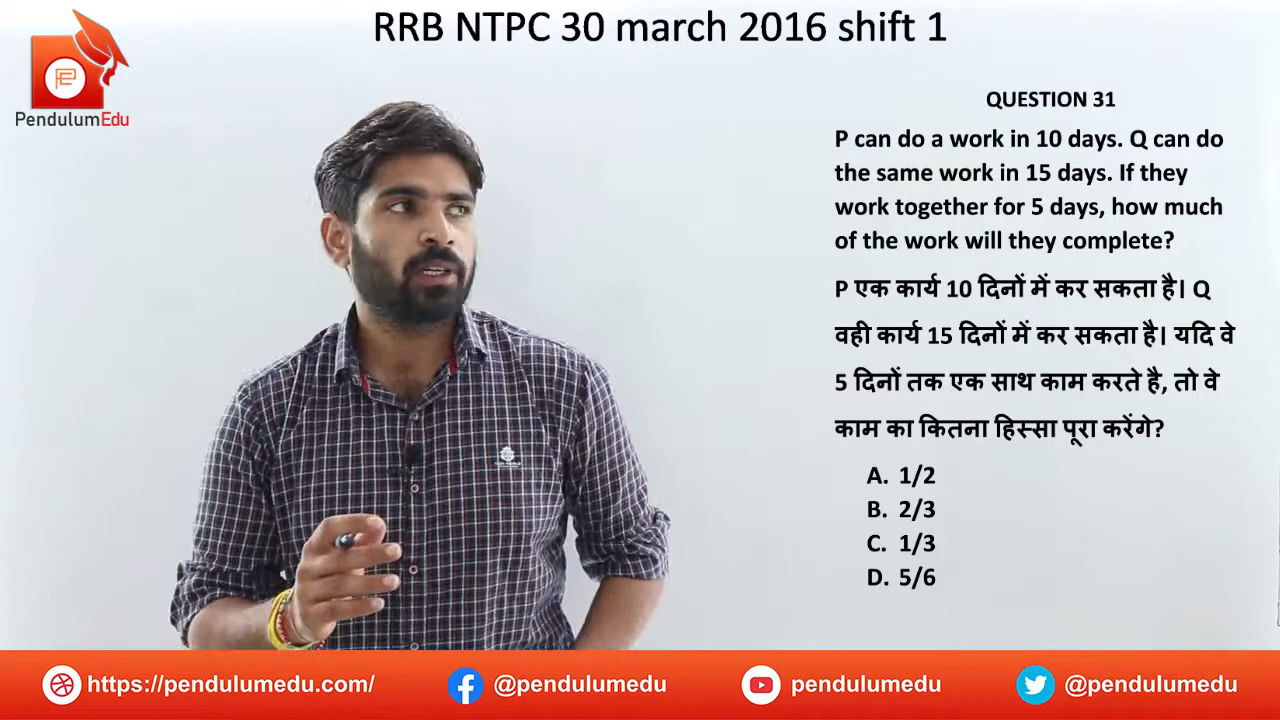 RRB NTPC 30 march 2016 shift 1
PendulumEdu
QUESTION 31
P can do a work in 10 days. Q can do
the same work in 15 days. If they
work together for 5 days, how much
of the work will they complete?
P एक कार्य 10 दिनों में कर सकता है। Q
वही कार्य 15 दिनों में कर सकता है। यदि वे
5 दिनों तक एक साथ काम करते है, तो वे
काम का कितना हिस्सा पूरा करेंगे?
A. 1/2
B. 2/3
C. 1/3
D. 5/6
https://pendulumedu.com/ @pendulumedu pendulumedu @pendulumedu